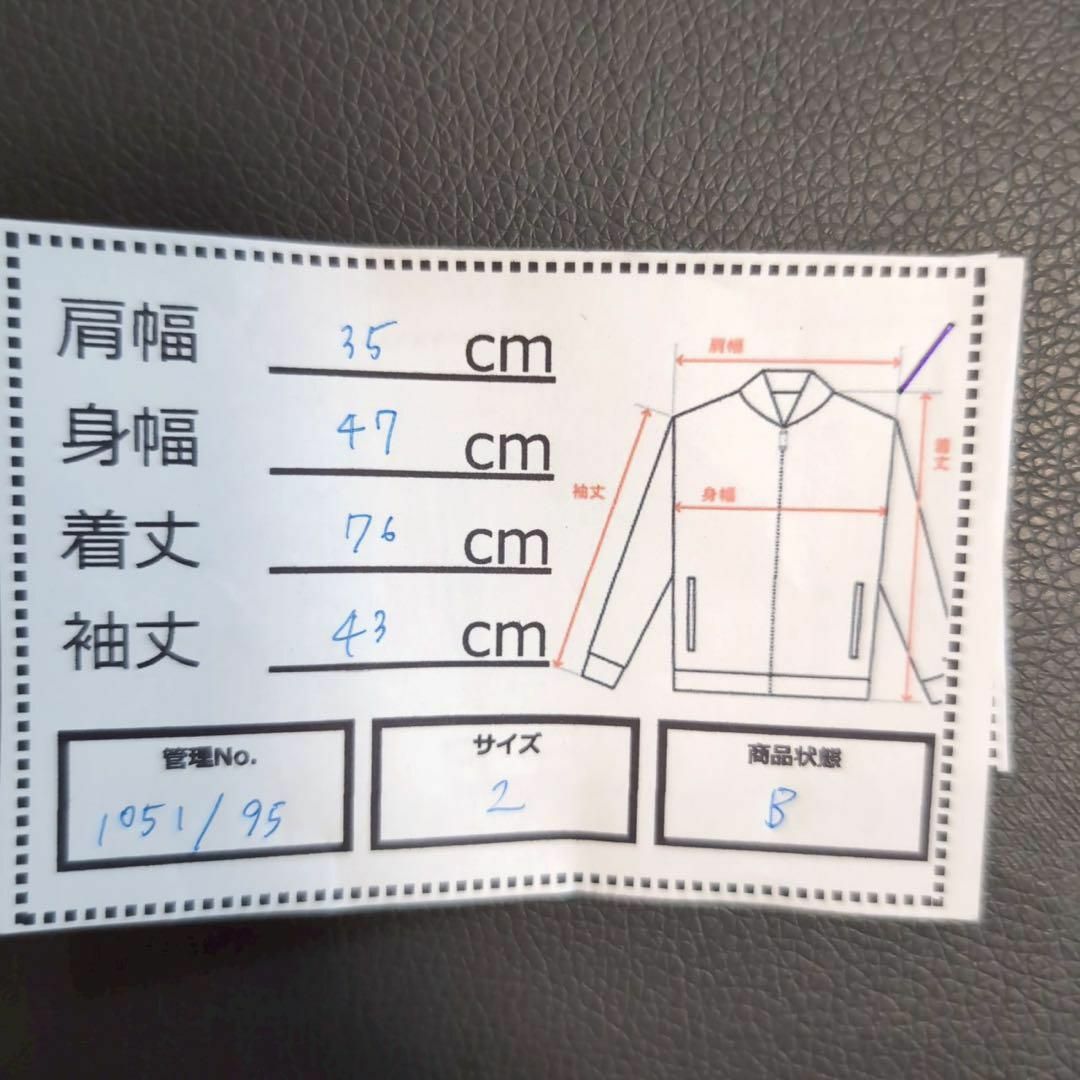 肩幅 35 cm
身幅 47 cm
着丈 76 cm
袖丈 43 cm
肩幅
着丈
袖丈
身幅
管理No.
1051/95
サイズ
2
商品状態
B